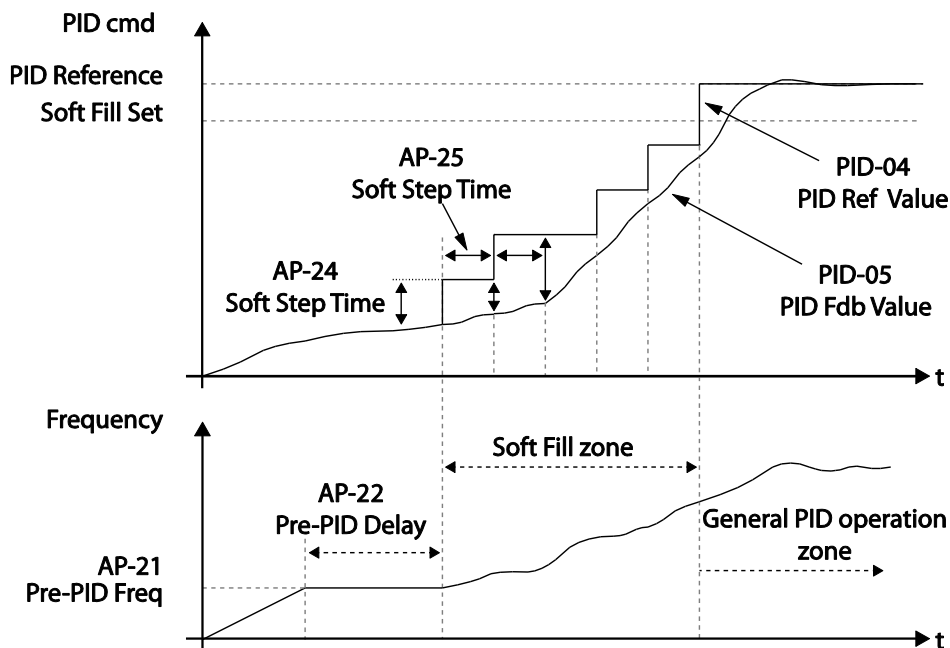 PID cmd
PID Reference
Soft Fill Set
AP-25
Soft Step Time
PID-04
PID Ref Value
AP-24
Soft Step Time
PID-05
PID Fdb Value
t
Frequency
Soft Fill zone
AP-22
Pre-PID Delay
General PID operation
zone
AP-21
Pre-PID Freq
t